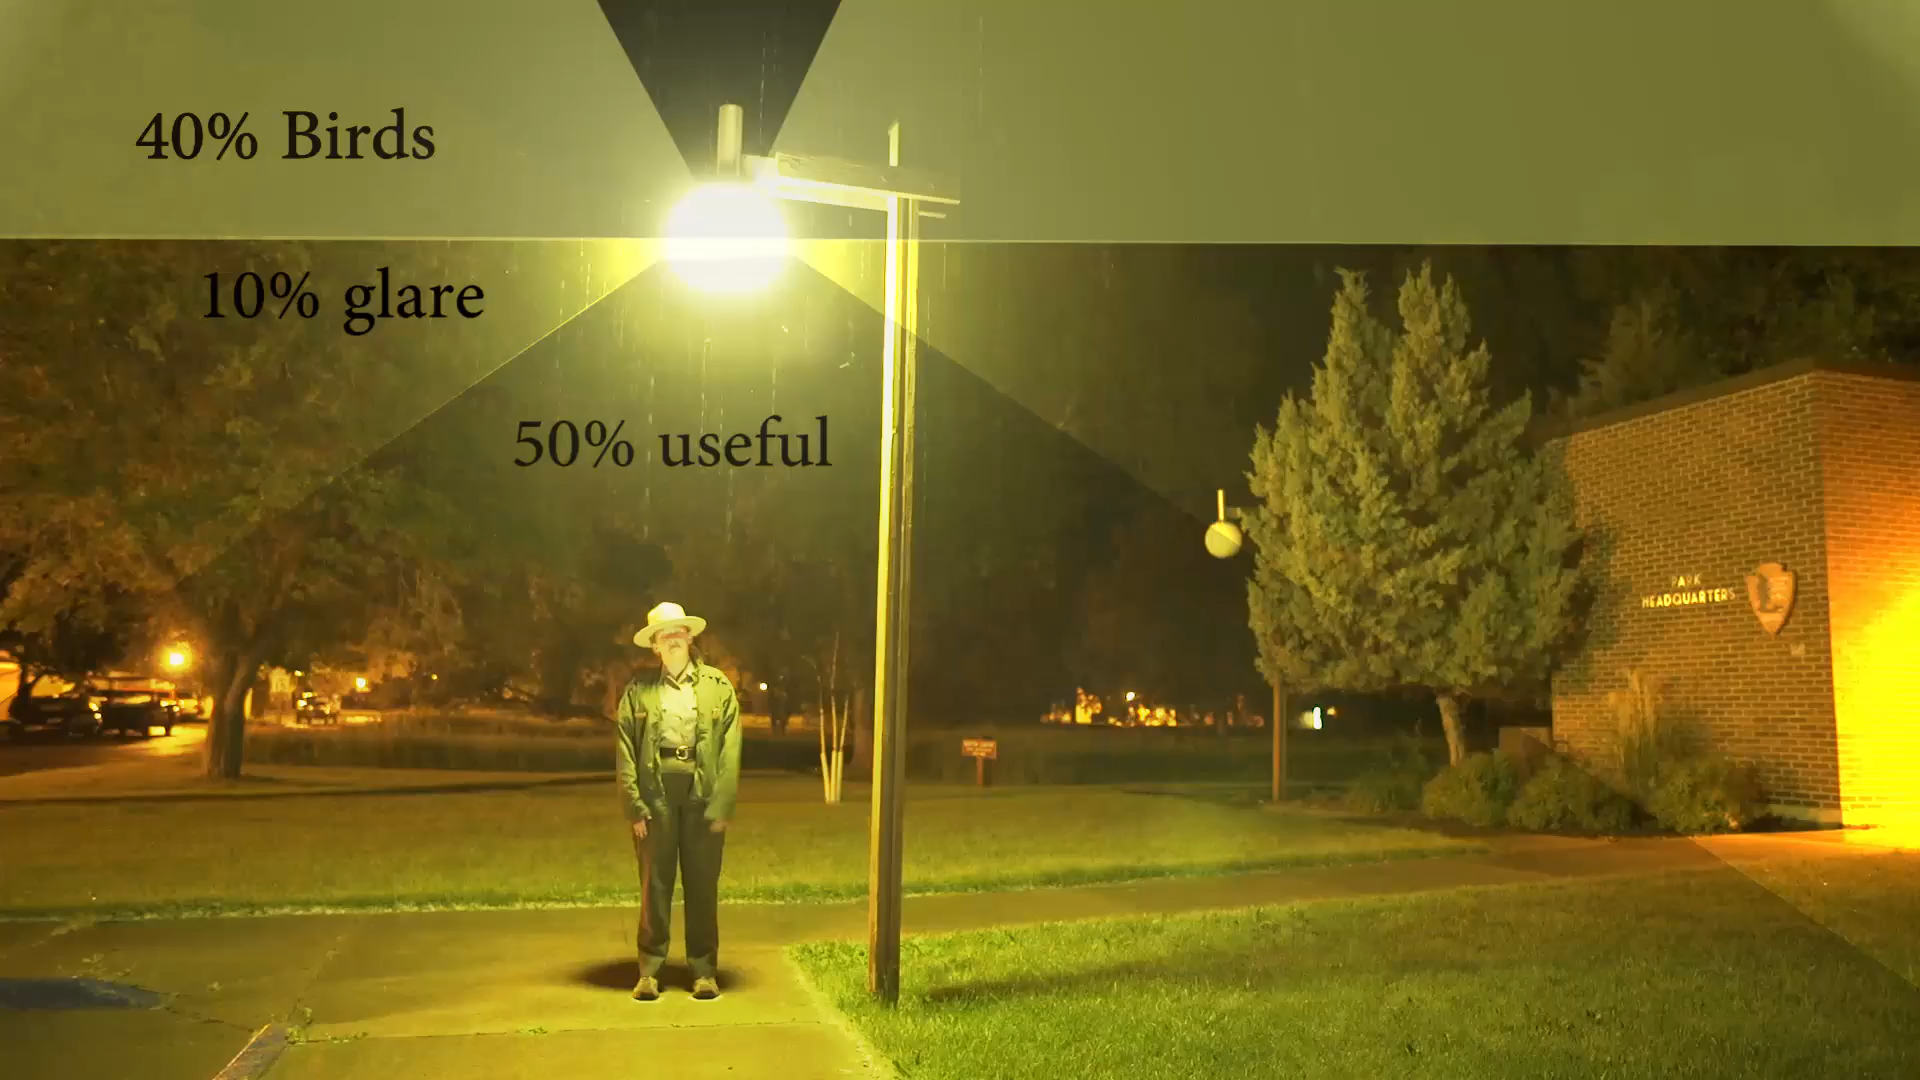 40% Birds
10% glare
50% useful
PARK
HEADQUARTERS